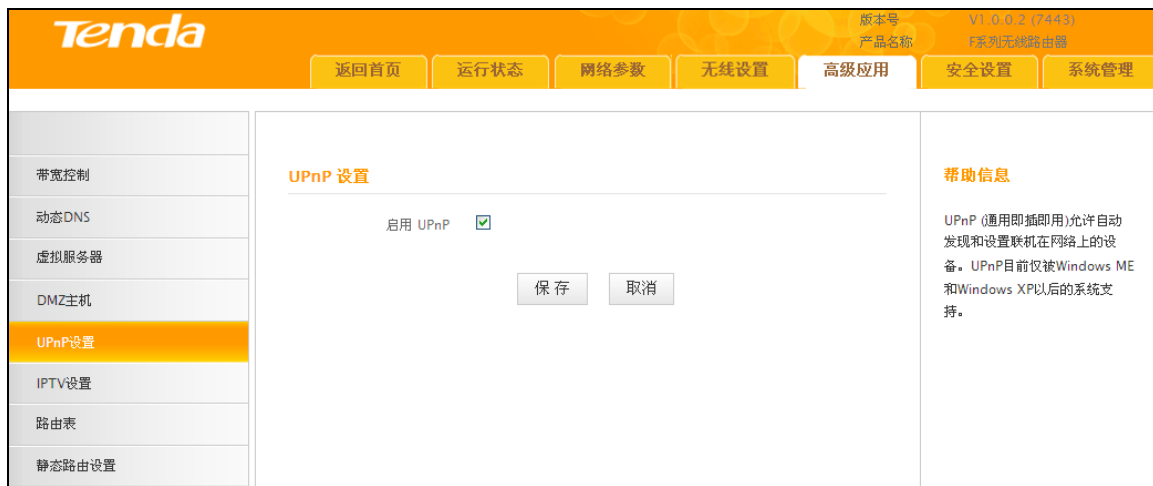 Tenda
版本号 V1.0.0.2 (7443)
产品名称 F系列无线路由器
返回首页 运行状态 网络参数 无线设置 高级应用 安全设置 系统管理
带宽控制
动态DNS
虚拟服务器
DMZ主机
UPnP设置
IPTV设置
路由表
静态路由设置
UPnP 设置
启用 UPnP
保存 取消
帮助信息
UPnP (通用即插即用)允许自动
发现和设置联机在网络上的设
备。UPnP目前仅被Windows ME
和Windows XP以后的系统支
持。